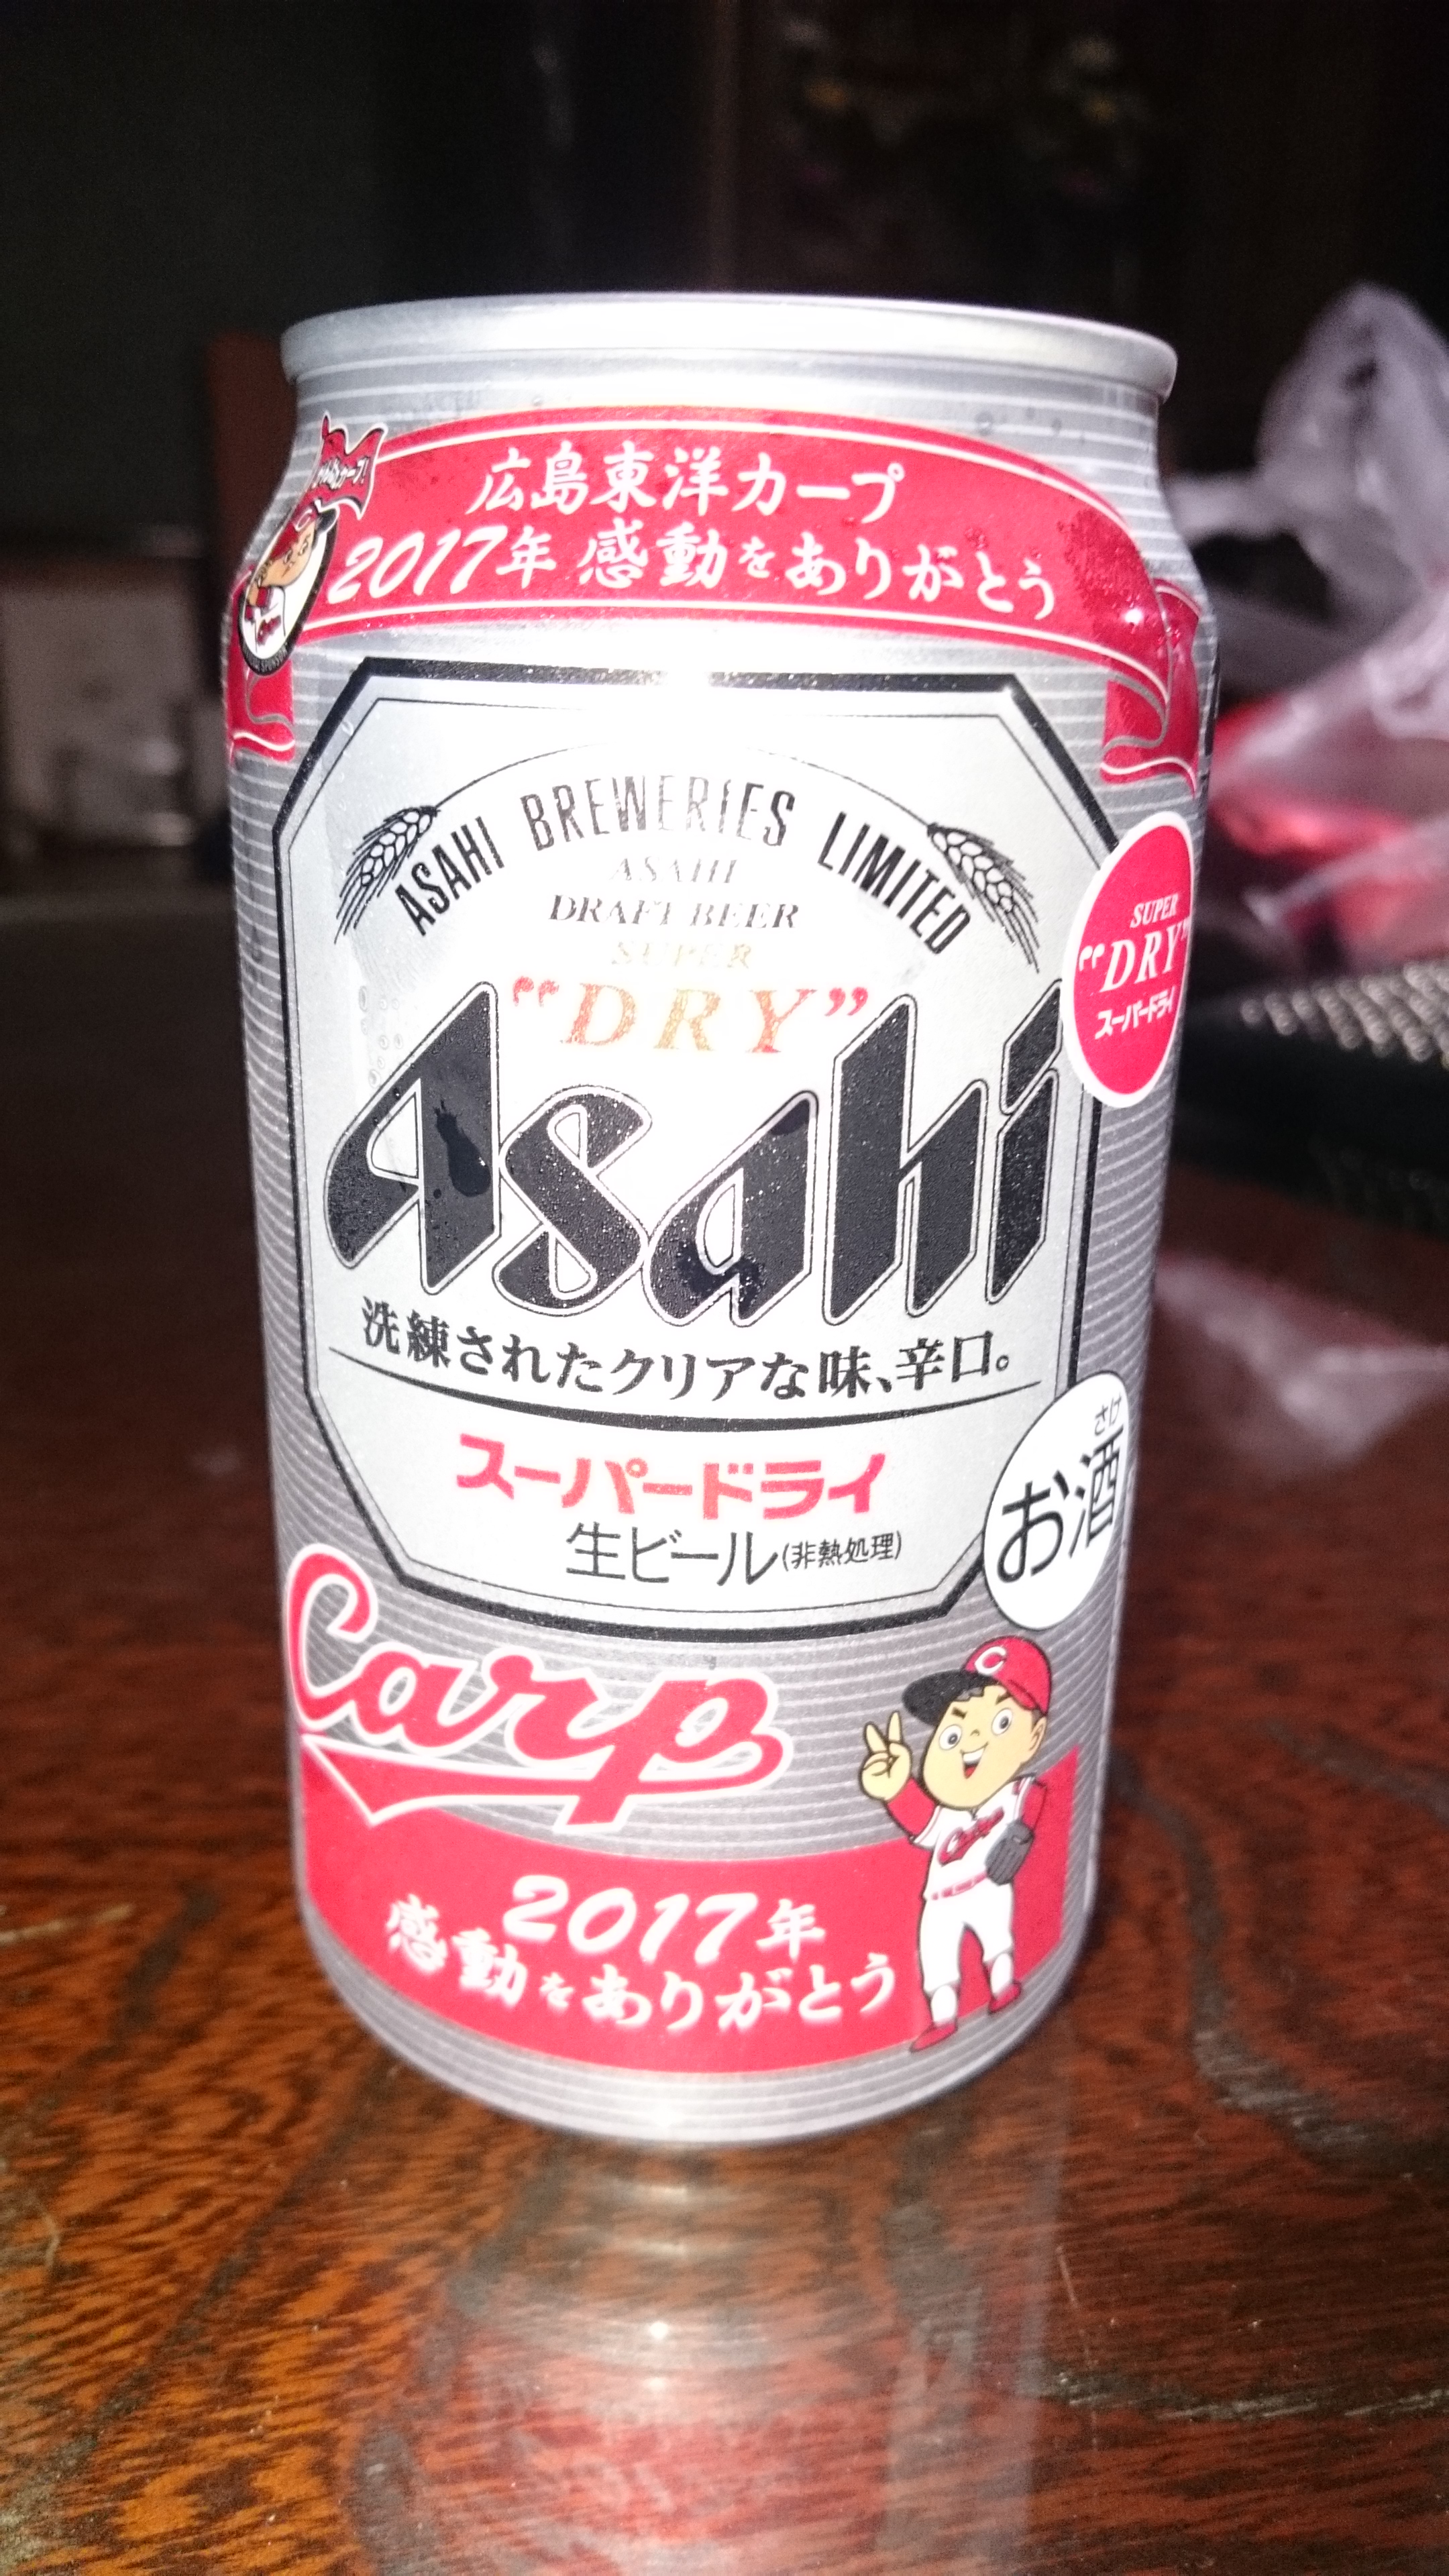 広島東洋カープ
2017年 感動をありがとう
ASAHI BREWERIES LIMITED
ASAHI
DRAFT BEER
SUPER
"DRY"
Asahi
SUPER
"DRY"
スーパードライ
洗練されたクリアな味、辛口。
スーパードライ
生ビール(非熱処理)
さけ
お酒
Carp
C
Carp
2017年
感動をありがとう